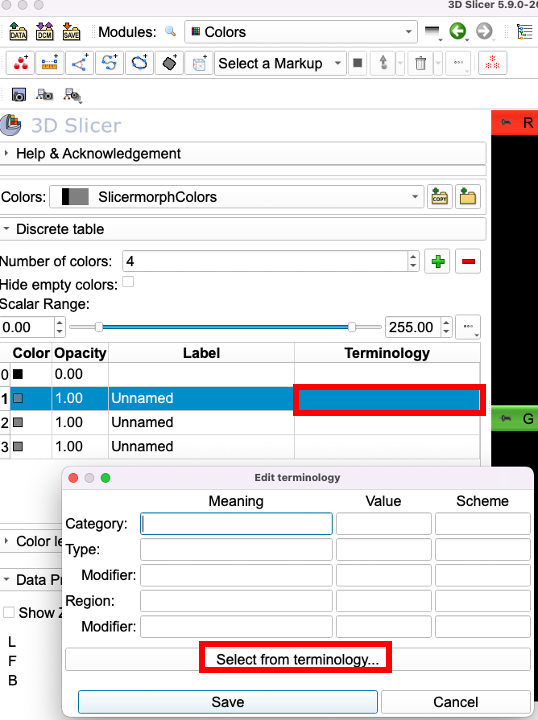 3D Slicer 5.9.0-20
DATA DCM SAVE Modules: Colors
Select a Markup
3D Slicer
R
Help & Acknowledgement
Colors: SlicermorphColors COPY
Discrete table
Number of colors: 4
Hide empty colors:
Scalar Range:
0.00 255.00 ...
Color Opacity Label Terminology
0 0.00
1 1.00 Unnamed
2 1.00 Unnamed G
3 1.00 Unnamed
Edit terminology
Meaning Value Scheme
Category:
Color le
Type:
Data Pr
Modifier:
Region:
Show Z
Modifier:
L
F
Select from terminology...
B
Save Cancel